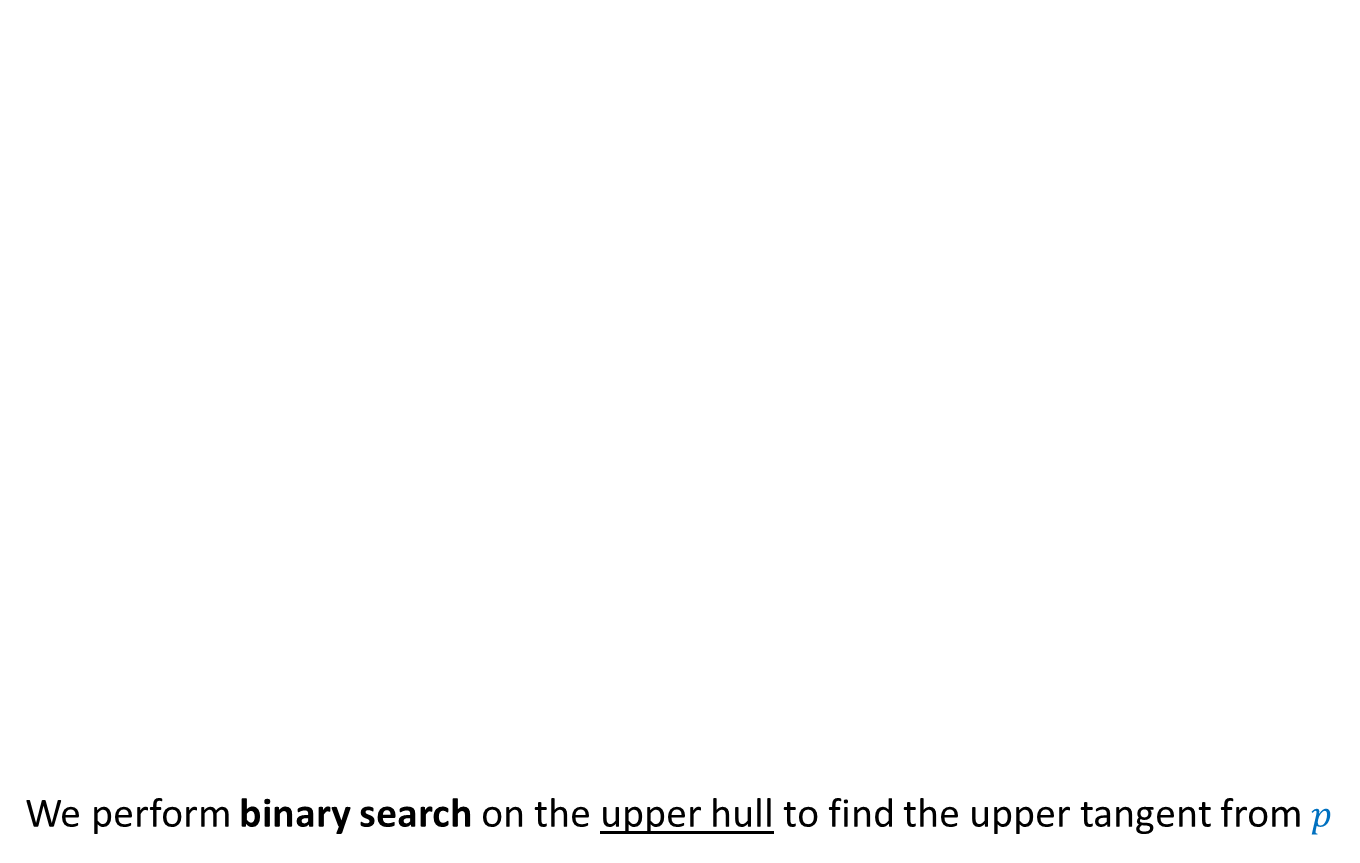 We perform binary search on the upper hull to find the upper tangent from p